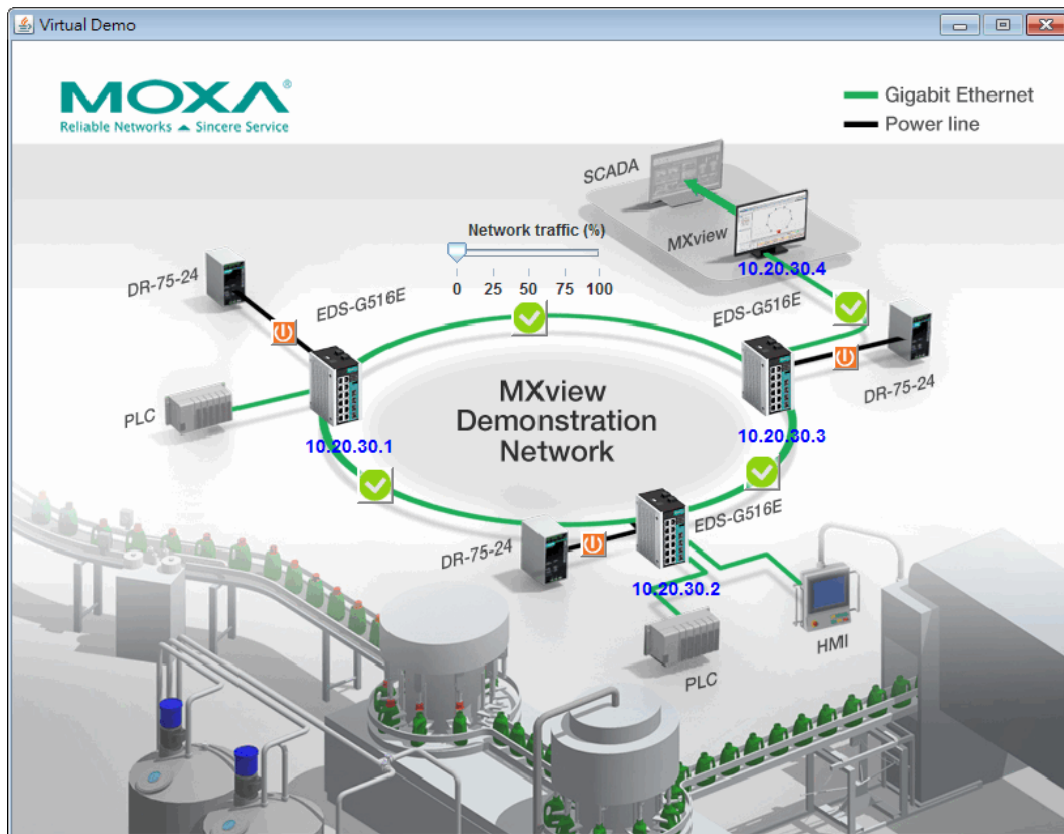 Virtual Demo
MOXA®
Reliable Networks ▲ Sincere Service
Gigabit Ethernet
Power line
SCADA
MXview
Network traffic (%)
0 25 50 75 100
10.20.30.4
DR-75-24
EDS-G516E
EDS-G516E
DR-75-24
PLC
MXview
Demonstration
Network
10.20.30.1
10.20.30.3
EDS-G516E
DR-75-24
10.20.30.2
HMI
PLC